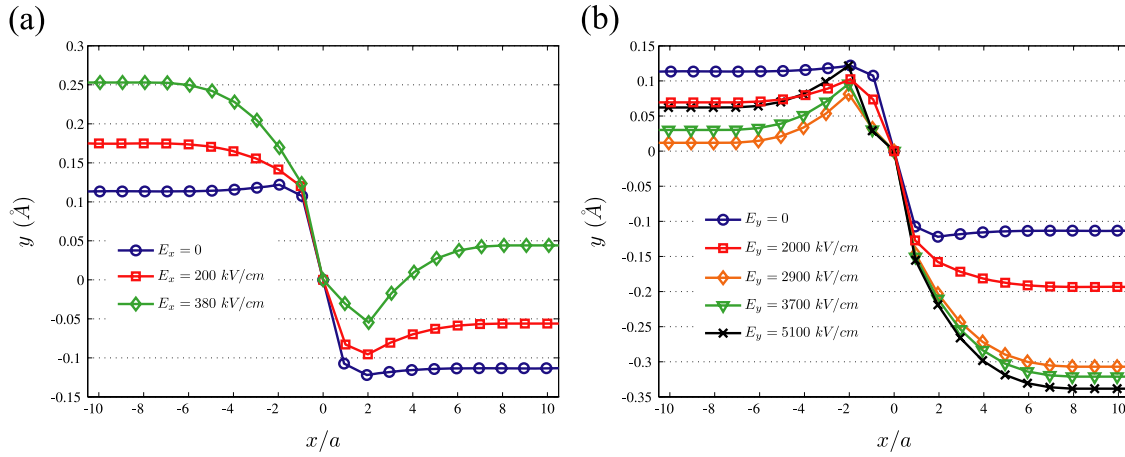 (a)
0.3
0.25
0.2
0.15
0.1
0.05
0
-0.05
-0.1
-0.15
y (Å)
E_x = 0
E_x = 200 kV/cm
E_x = 380 kV/cm
-10 -8 -6 -4 -2 0 2 4 6 8 10
x/a
(b)
0.15
0.1
0.05
0
-0.05
-0.1
-0.15
-0.2
-0.25
-0.3
-0.35
y (Å)
E_y = 0
E_y = 2000 kV/cm
E_y = 2900 kV/cm
E_y = 3700 kV/cm
E_y = 5100 kV/cm
-10 -8 -6 -4 -2 0 2 4 6 8 10
x/a